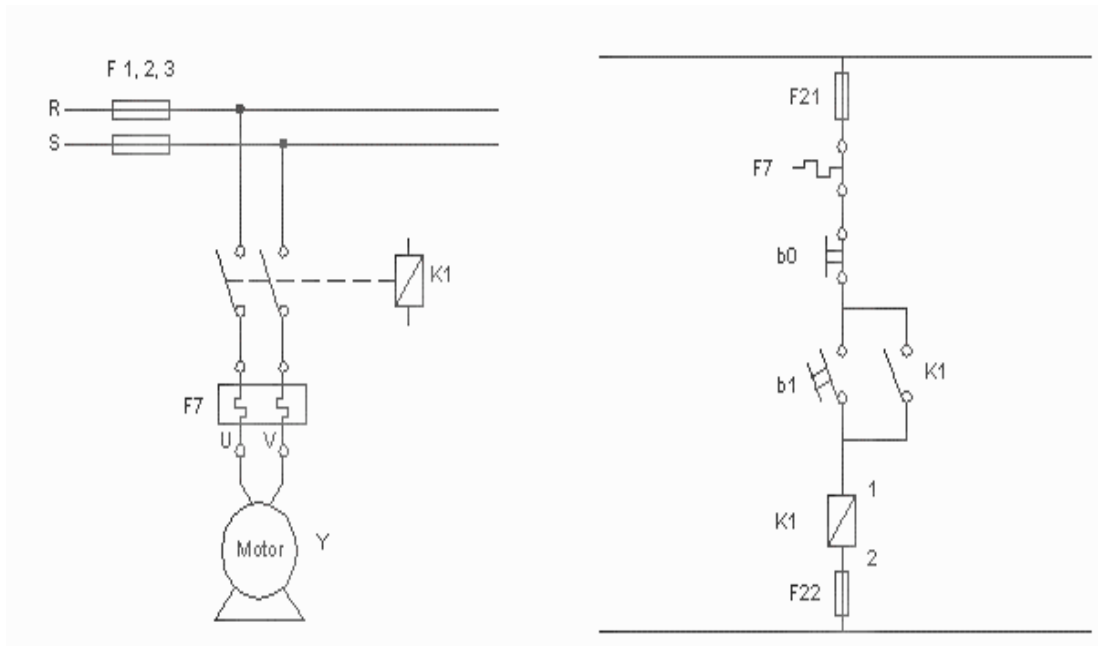 F 1, 2, 3
R
S
K1
F7
U V
Motor Y
F21
F7
b0
b1 K1
1
K1
2
F22